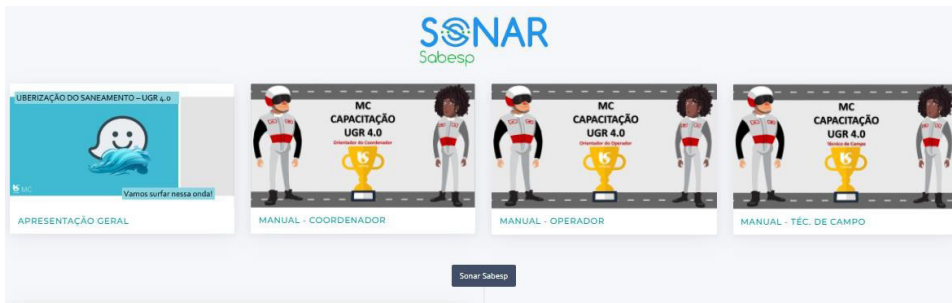 SONAR
Sabesp
UBERIZAÇÃO DO SANEAMENTO – UGR 4.0
Vamos surfar nessa onda!
MC
APRESENTAÇÃO GERAL
MC
CAPACITAÇÃO
UGR 4.0
Orientador do Coordenador
MANUAL - COORDENADOR
MC
CAPACITAÇÃO
UGR 4.0
Orientador do Operador
MANUAL - OPERADOR
MC
CAPACITAÇÃO
UGR 4.0
Técnico de Campo
MANUAL - TÉC. DE CAMPO
Sonar Sabesp